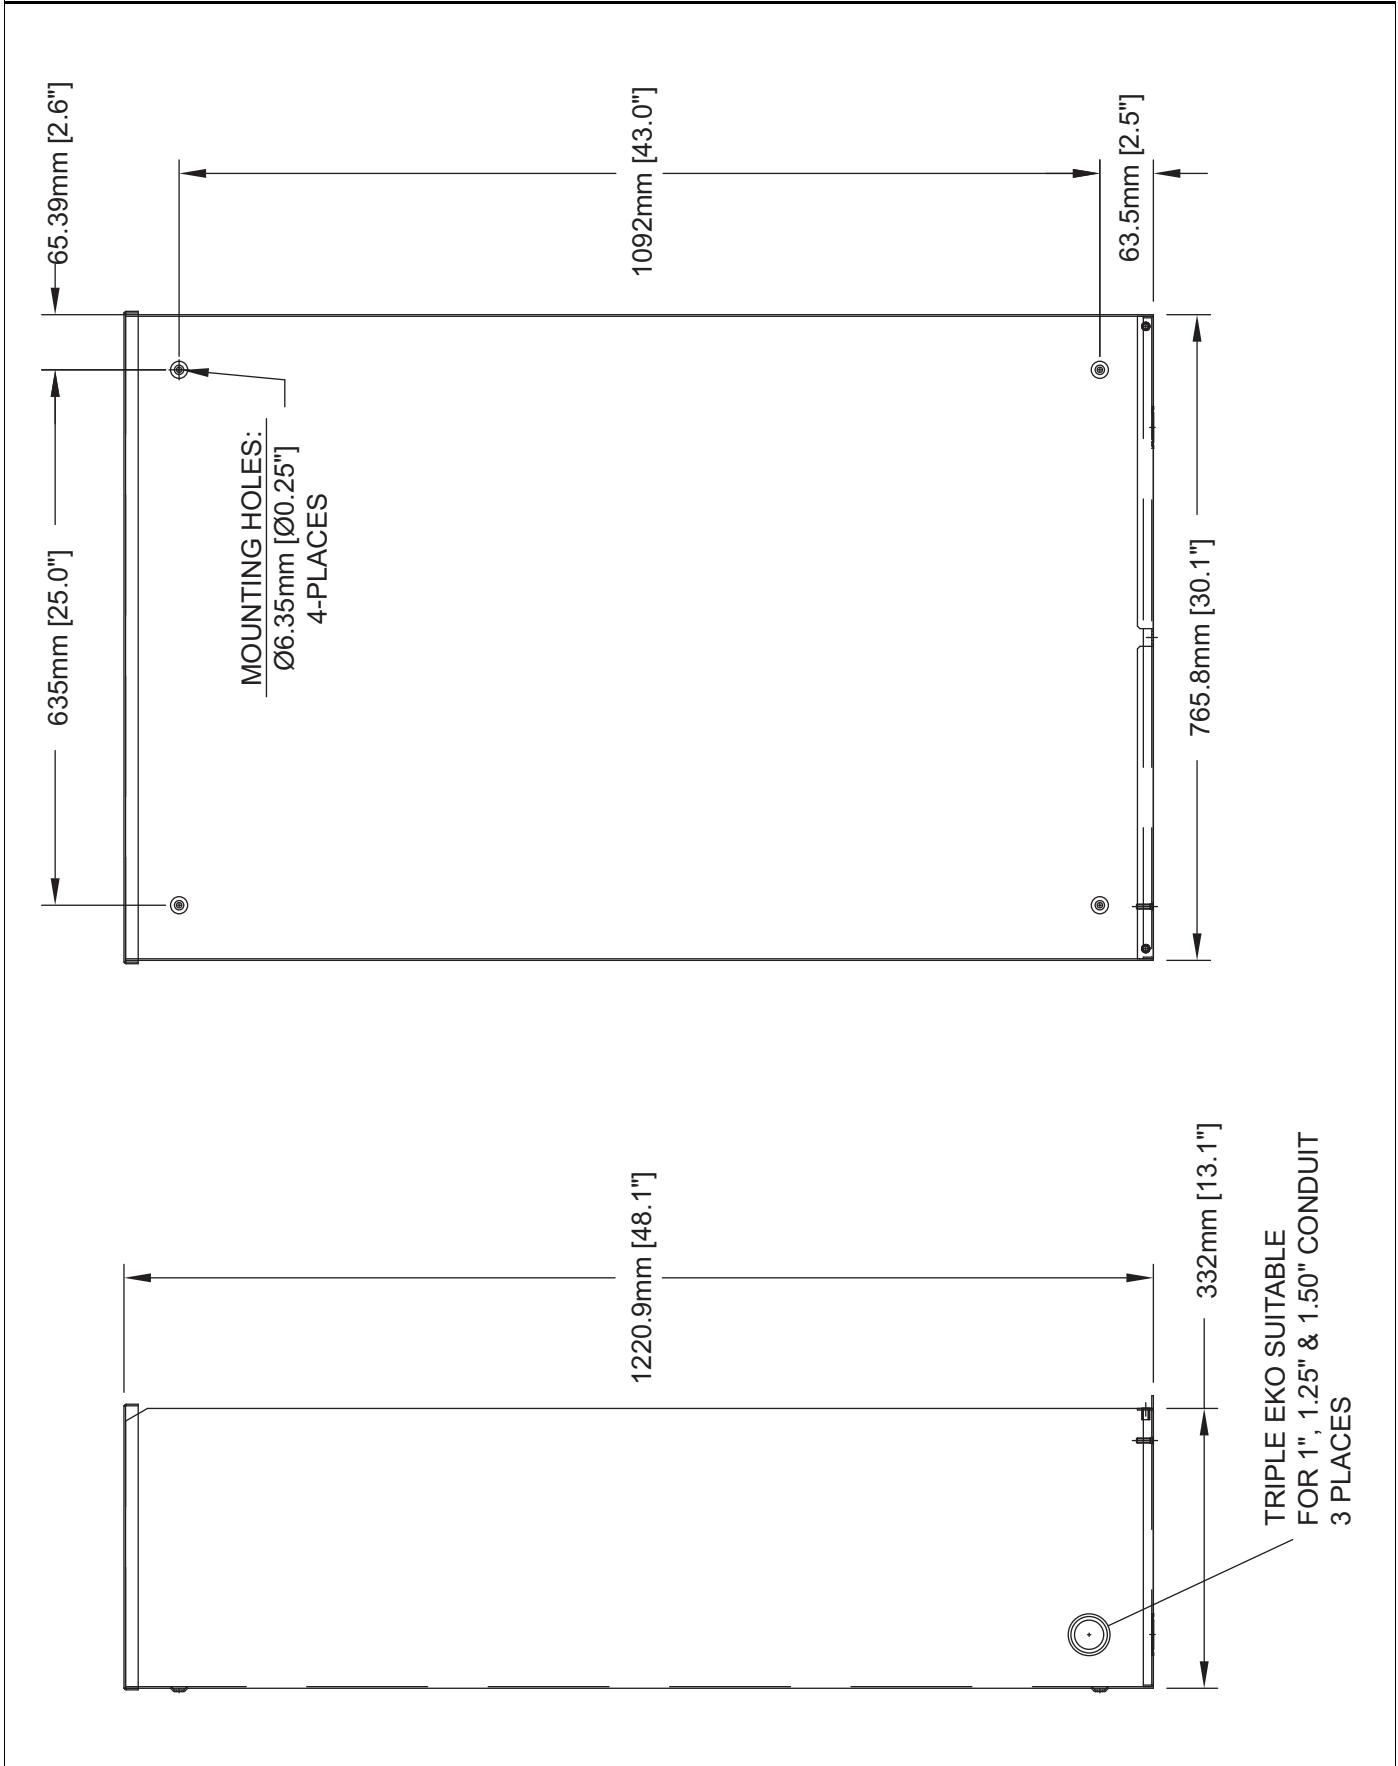 65.39mm [2.6"]
635mm [25.0"]
MOUNTING HOLES:
Ø6.35mm [Ø0.25"]
4-PLACES
1092mm [43.0"]
63.5mm [2.5"]
765.8mm [30.1"]
1220.9mm [48.1"]
332mm [13.1"]
TRIPLE EKO SUITABLE
FOR 1", 1.25" & 1.50" CONDUIT
3 PLACES